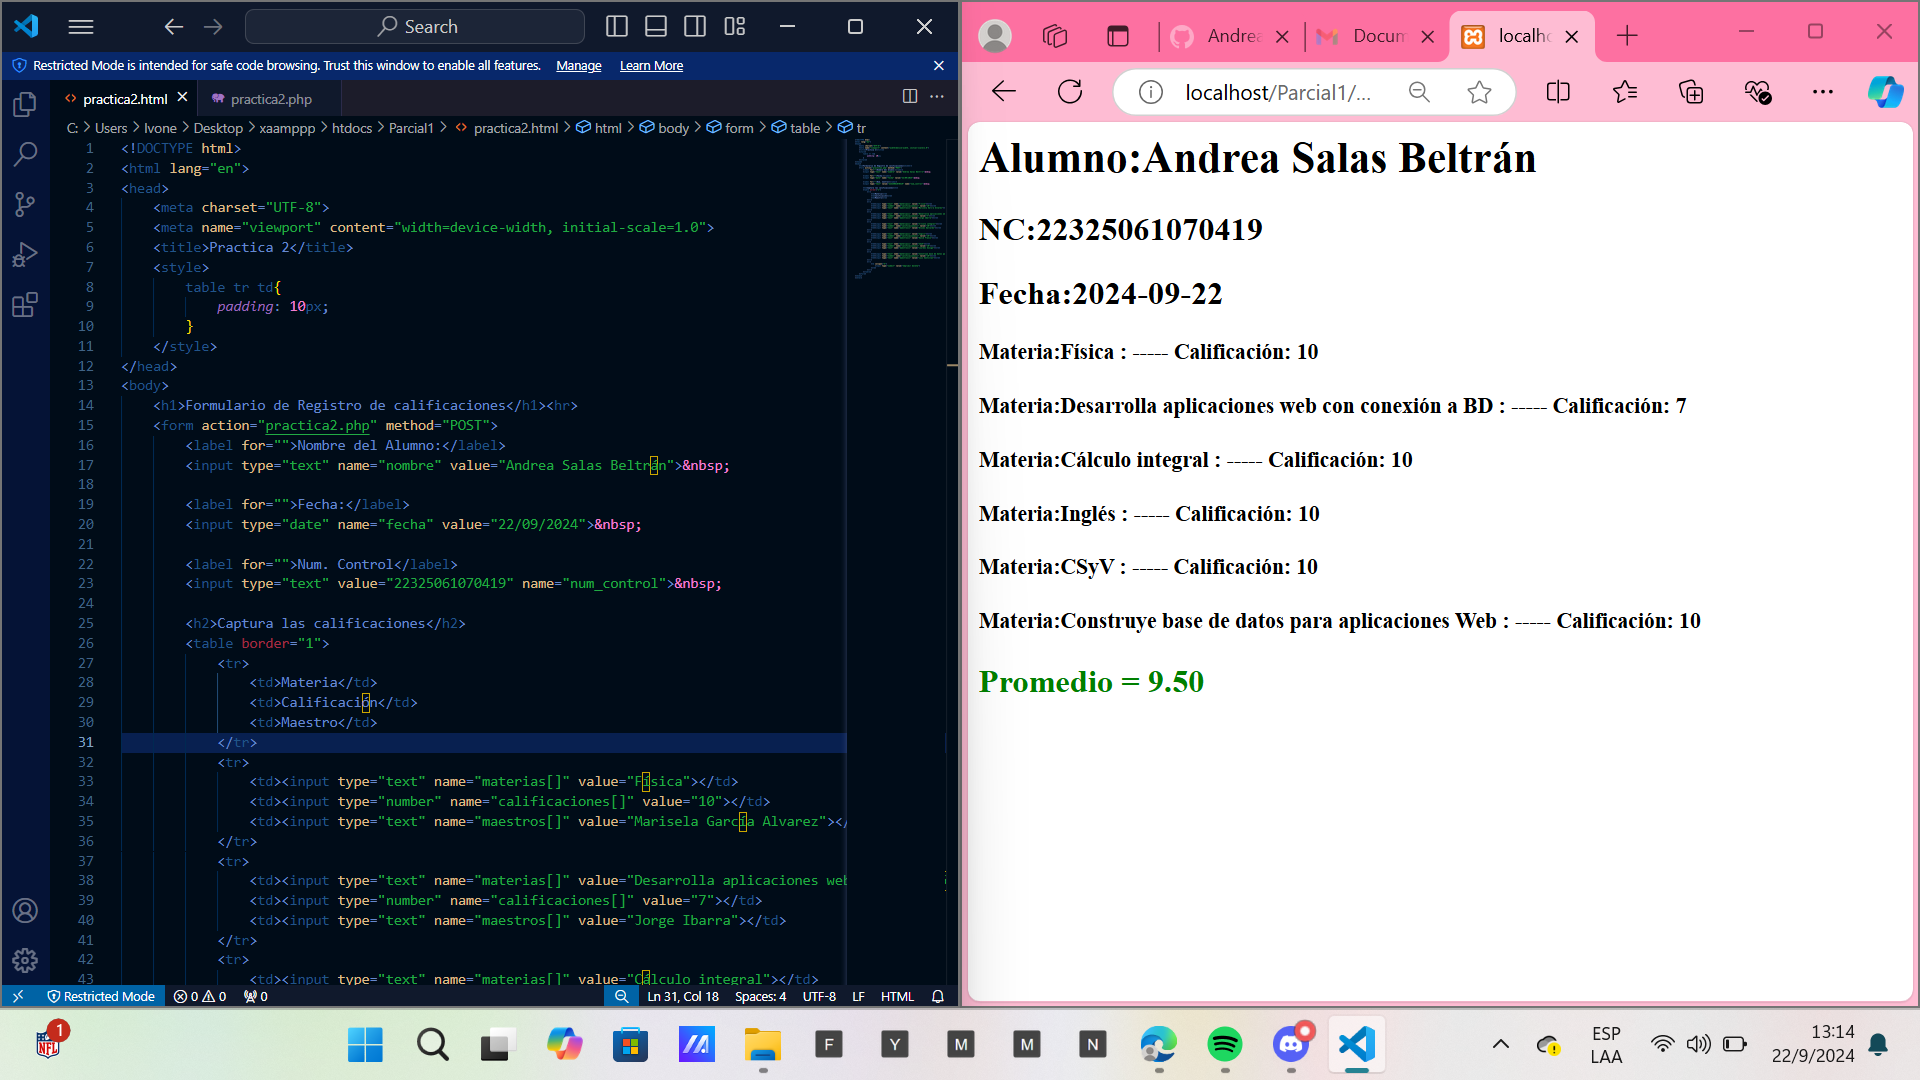 Search
Restricted Mode is intended for safe code browsing. Trust this window to enable all features. Manage Learn More
practica2.html practica2.php
C: > Users > Ivone > Desktop > xaamppp > htdocs > Parcial1 > practica2.html > html > body > form > table > tr
1 <!DOCTYPE html>
2 <html lang="en">
3 <head>
4 <meta charset="UTF-8">
5 <meta name="viewport" content="width=device-width, initial-scale=1.0">
6 <title>Practica 2</title>
7 <style>
8 table tr td{
9 padding: 10px;
10 }
11 </style>
12 </head>
13 <body>
14 <h1>Formulario de Registro de calificaciones</h1><hr>
15 <form action="practica2.php" method="POST">
16 <label for="">Nombre del Alumno:</label>
17 <input type="text" name="nombre" value="Andrea Salas Beltrán">&nbsp;
18
19 <label for="">Fecha:</label>
20 <input type="date" name="fecha" value="22/09/2024">&nbsp;
21
22 <label for="">Num. Control</label>
23 <input type="text" value="22325061070419" name="num_control">&nbsp;
24
25 <h2>Captura las calificaciones</h2>
26 <table border="1">
27 <tr>
28 <td>Materia</td>
29 <td>Calificación</td>
30 <td>Maestro</td>
31 </tr>
32 <tr>
33 <td><input type="text" name="materias[]" value="Física"></td>
34 <td><input type="number" name="calificaciones[]" value="10"></td>
35 <td><input type="text" name="maestros[]" value="Marisela García Alvarez"></
36 </tr>
37 <tr>
38 <td><input type="text" name="materias[]" value="Desarrolla aplicaciones web
39 <td><input type="number" name="calificaciones[]" value="7"></td>
40 <td><input type="text" name="maestros[]" value="Jorge Ibarra"></td>
41 </tr>
42 <tr>
43 <td><input type="text" name="materias[]" value="Cálculo integral"></td>
Restricted Mode 0 0 0 Ln 31, Col 18 Spaces: 4 UTF-8 LF HTML
Andrea Docum localho
localhost/Parcial1/...
Alumno:Andrea Salas Beltrán
NC:22325061070419
Fecha:2024-09-22
Materia:Física : ----- Calificación: 10
Materia:Desarrolla aplicaciones web con conexión a BD : ----- Calificación: 7
Materia:Cálculo integral : ----- Calificación: 10
Materia:Inglés : ----- Calificación: 10
Materia:CSyV : ----- Calificación: 10
Materia:Construye base de datos para aplicaciones Web : ----- Calificación: 10
Promedio = 9.50
NFL 1 F Y M M N
ESP
LAA
13:14
22/9/2024